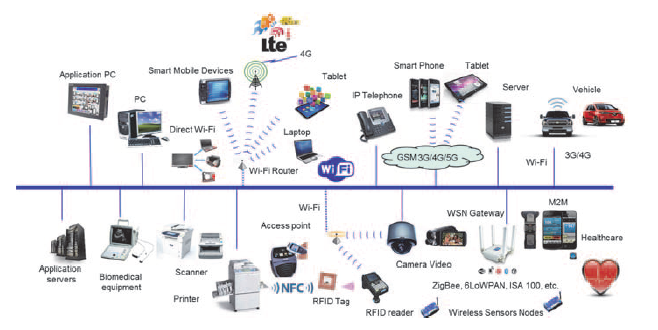 Lte
4G
Application PC
Smart Mobile Devices
Smart Phone
Tablet
PC
Tablet
IP Telephone
Server
Vehicle
Direct Wi-Fi
Laptop
Wi-Fi Router
WiFi
GSM 3G/4G/5G
Wi-Fi
3G/4G
Wi-Fi
WSN Gateway
M2M
Access point
Healthcare
Application
servers
Biomedical
equipment
Scanner
Camera Video
Printer
NFC
RFID Tag
ZigBee, 6LoWPAN, ISA 100, etc.
RFID reader
Wireless Sensors Nodes